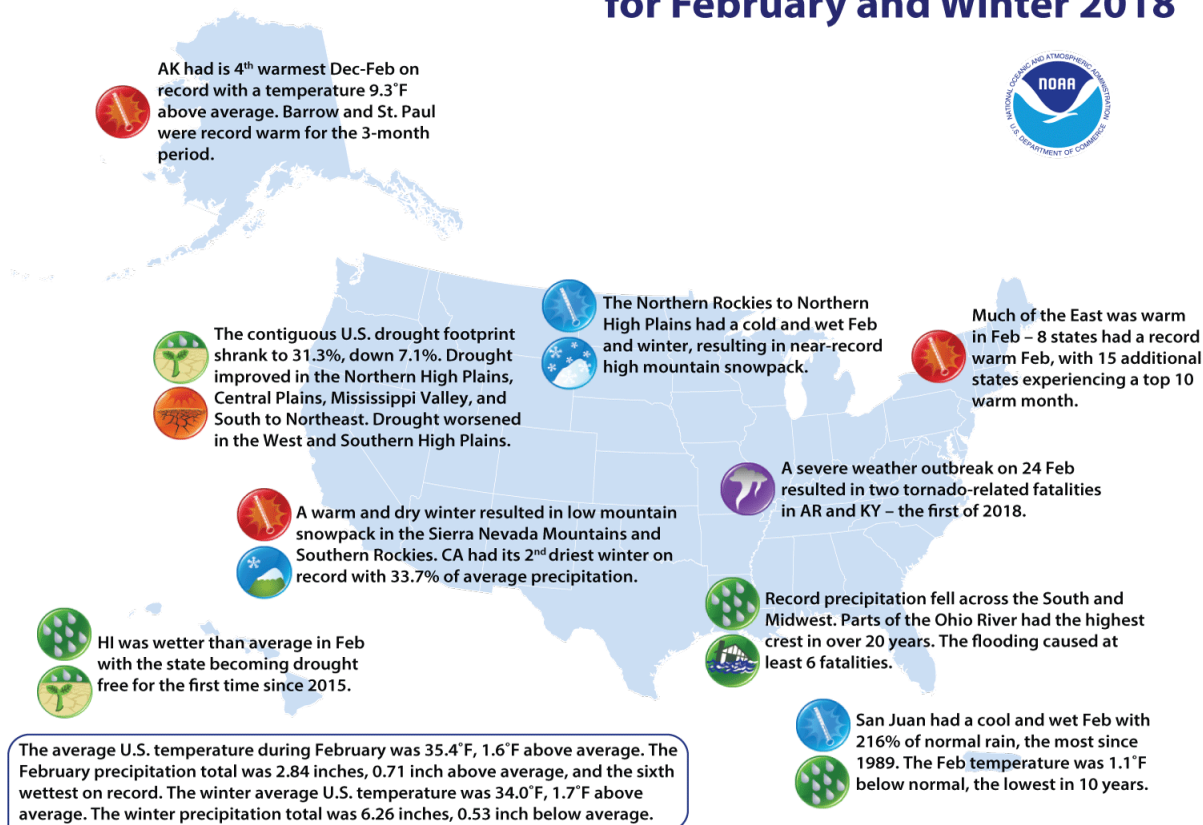 for February and Winter 2018
NATIONAL OCEANIC AND ATMOSPHERIC ADMINISTRATION
NOAA
U.S. DEPARTMENT OF COMMERCE
AK had is 4th warmest Dec-Feb on
record with a temperature 9.3˚F
above average. Barrow and St. Paul
were record warm for the 3-month
period.
The Northern Rockies to Northern
High Plains had a cold and wet Feb
and winter, resulting in near-record
high mountain snowpack.
Much of the East was warm
in Feb – 8 states had a record
warm Feb, with 15 additional
states experiencing a top 10
warm month.
The contiguous U.S. drought footprint
shrank to 31.3%, down 7.1%. Drought
improved in the Northern High Plains,
Central Plains, Mississippi Valley, and
South to Northeast. Drought worsened
in the West and Southern High Plains.
A severe weather outbreak on 24 Feb
resulted in two tornado-related fatalities
in AR and KY – the first of 2018.
A warm and dry winter resulted in low mountain
snowpack in the Sierra Nevada Mountains and
Southern Rockies. CA had its 2nd driest winter on
record with 33.7% of average precipitation.
Record precipitation fell across the South and
Midwest. Parts of the Ohio River had the highest
crest in over 20 years. The flooding caused at
least 6 fatalities.
HI was wetter than average in Feb
with the state becoming drought
free for the first time since 2015.
San Juan had a cool and wet Feb with
216% of normal rain, the most since
1989. The Feb temperature was 1.1˚F
below normal, the lowest in 10 years.
The average U.S. temperature during February was 35.4˚F, 1.6˚F above average. The
February precipitation total was 2.84 inches, 0.71 inch above average, and the sixth
wettest on record. The winter average U.S. temperature was 34.0˚F, 1.7˚F above
average. The winter precipitation total was 6.26 inches, 0.53 inch below average.